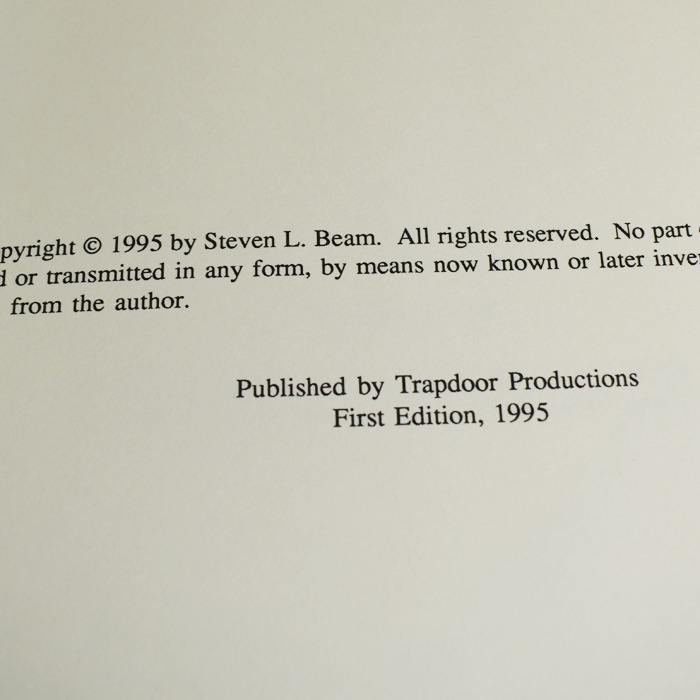 pyright © 1995 by Steven L. Beam. All rights reserved. No part
or transmitted in any form, by means now known or later inve
from the author.
Published by Trapdoor Productions
First Edition, 1995